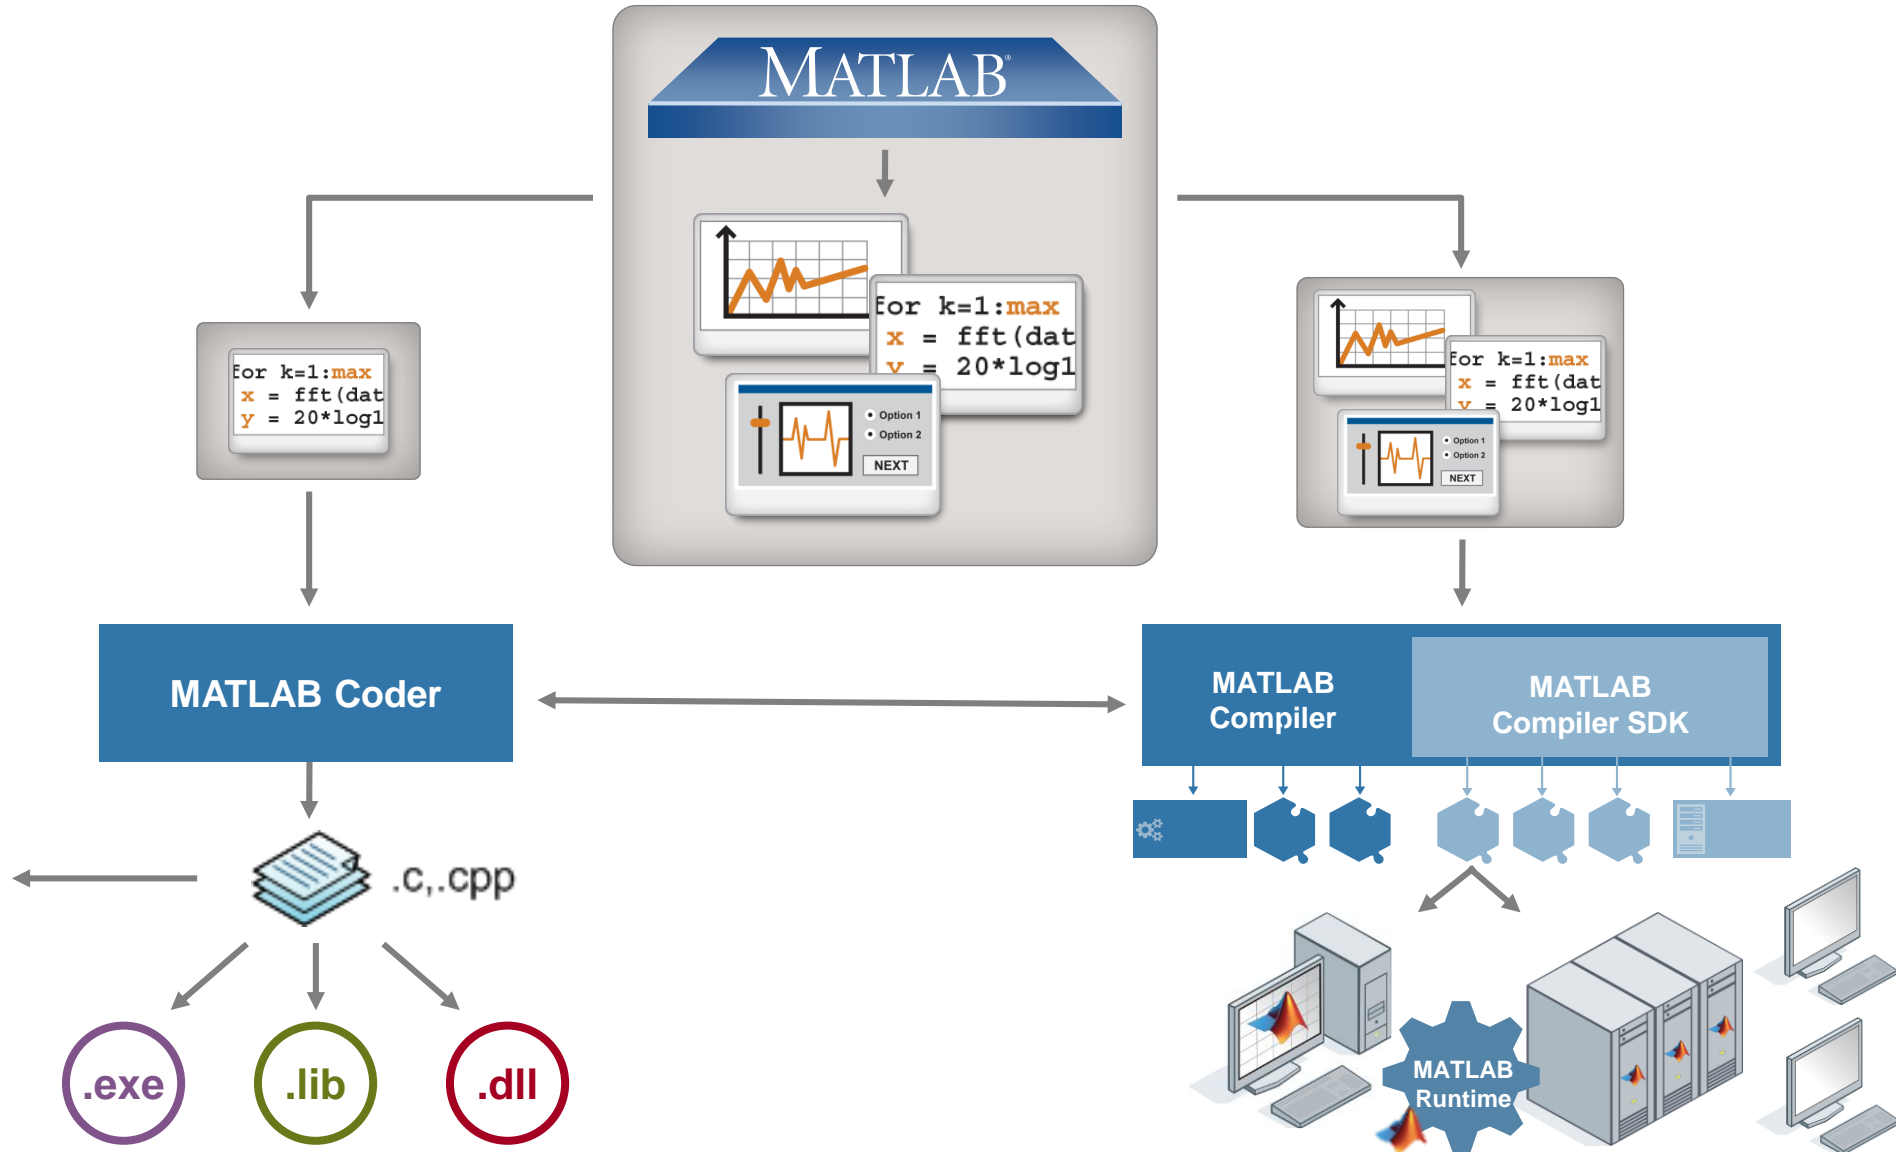 MATLAB®
for k=1:max
x = fft(dat
y = 20*log1
Option 1
Option 2
NEXT
for k=1:max
x = fft(dat
y = 20*log1
for k=1:max
x = fft(dat
y = 20*log1
Option 1
Option 2
NEXT
MATLAB Coder
MATLAB
Compiler
MATLAB
Compiler SDK
.c,.cpp
.exe
.lib
.dll
MATLAB
Runtime